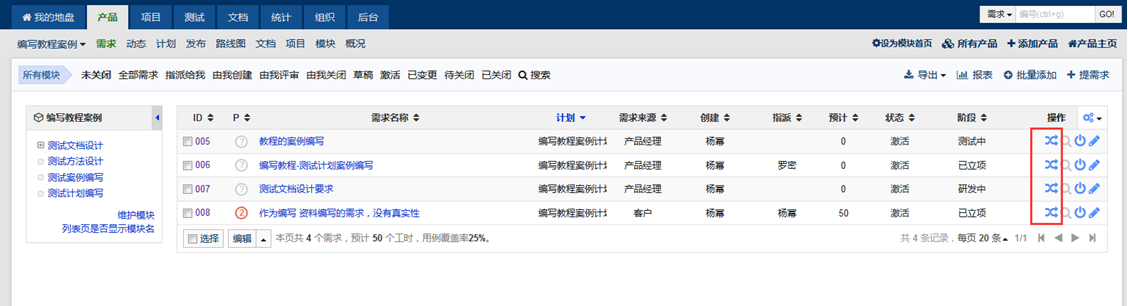 我的地盘 产品 项目 测试 文档 统计 组织 后台 需求 编号(ctrl+g) GO!
编写教程案例 需求 动态 计划 发布 路线图 文档 项目 模块 概况 设为模块首页 所有产品 添加产品 产品主页
所有模块 未关闭 全部需求 指派给我 由我创建 由我评审 由我关闭 草稿 激活 已变更 待关闭 已关闭 搜索 导出 报表 批量添加 提需求
编写教程案例
测试文档设计
测试方法设计
测试案例编写
测试计划编写
维护模块
列表页是否显示模块名
ID P 需求名称 计划 需求来源 创建 指派 预计 状态 阶段 操作
005 ? 教程的案例编写 编写教程案例计划 产品经理 杨幂 0 激活 测试中
006 ? 编写教程-测试计划案例编写 编写教程案例计划 产品经理 杨幂 罗密 0 激活 已立项
007 ? 测试文档设计要求 编写教程案例计划 产品经理 杨幂 0 激活 研发中
008 2 作为编写 资料编写的需求，没有真实性 编写教程案例计划 客户 杨幂 杨幂 50 激活 已立项
选择 编辑 本页共 4 个需求，预计 50 个工时，用例覆盖率25%。 共 4 条记录，每页 20 条 1/1